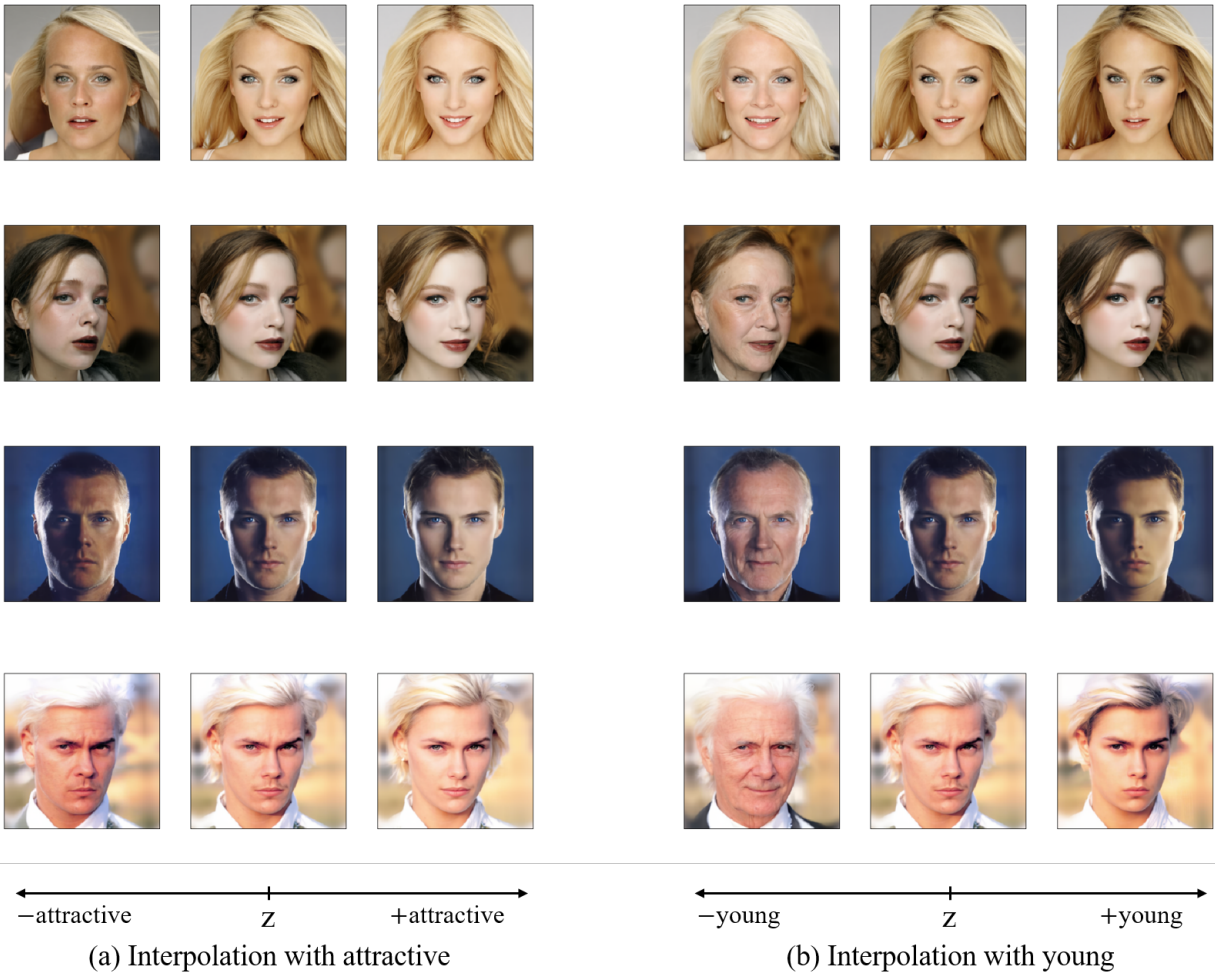 −attractive z +attractive
(a) Interpolation with attractive
−young z +young
(b) Interpolation with young